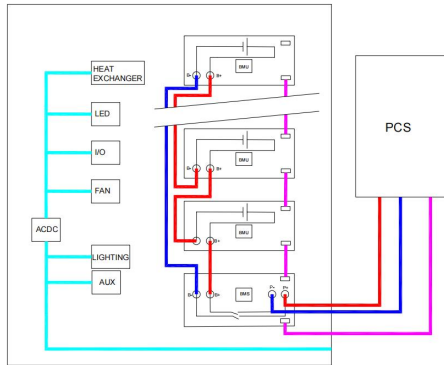 HEAT
EXCHANGER
LED
I/O
FAN
ACDC
LIGHTING
AUX
BMU
B-
B+
BMU
B-
B+
BMU
B+
BMS
B-
B+
P-
P+
PCS